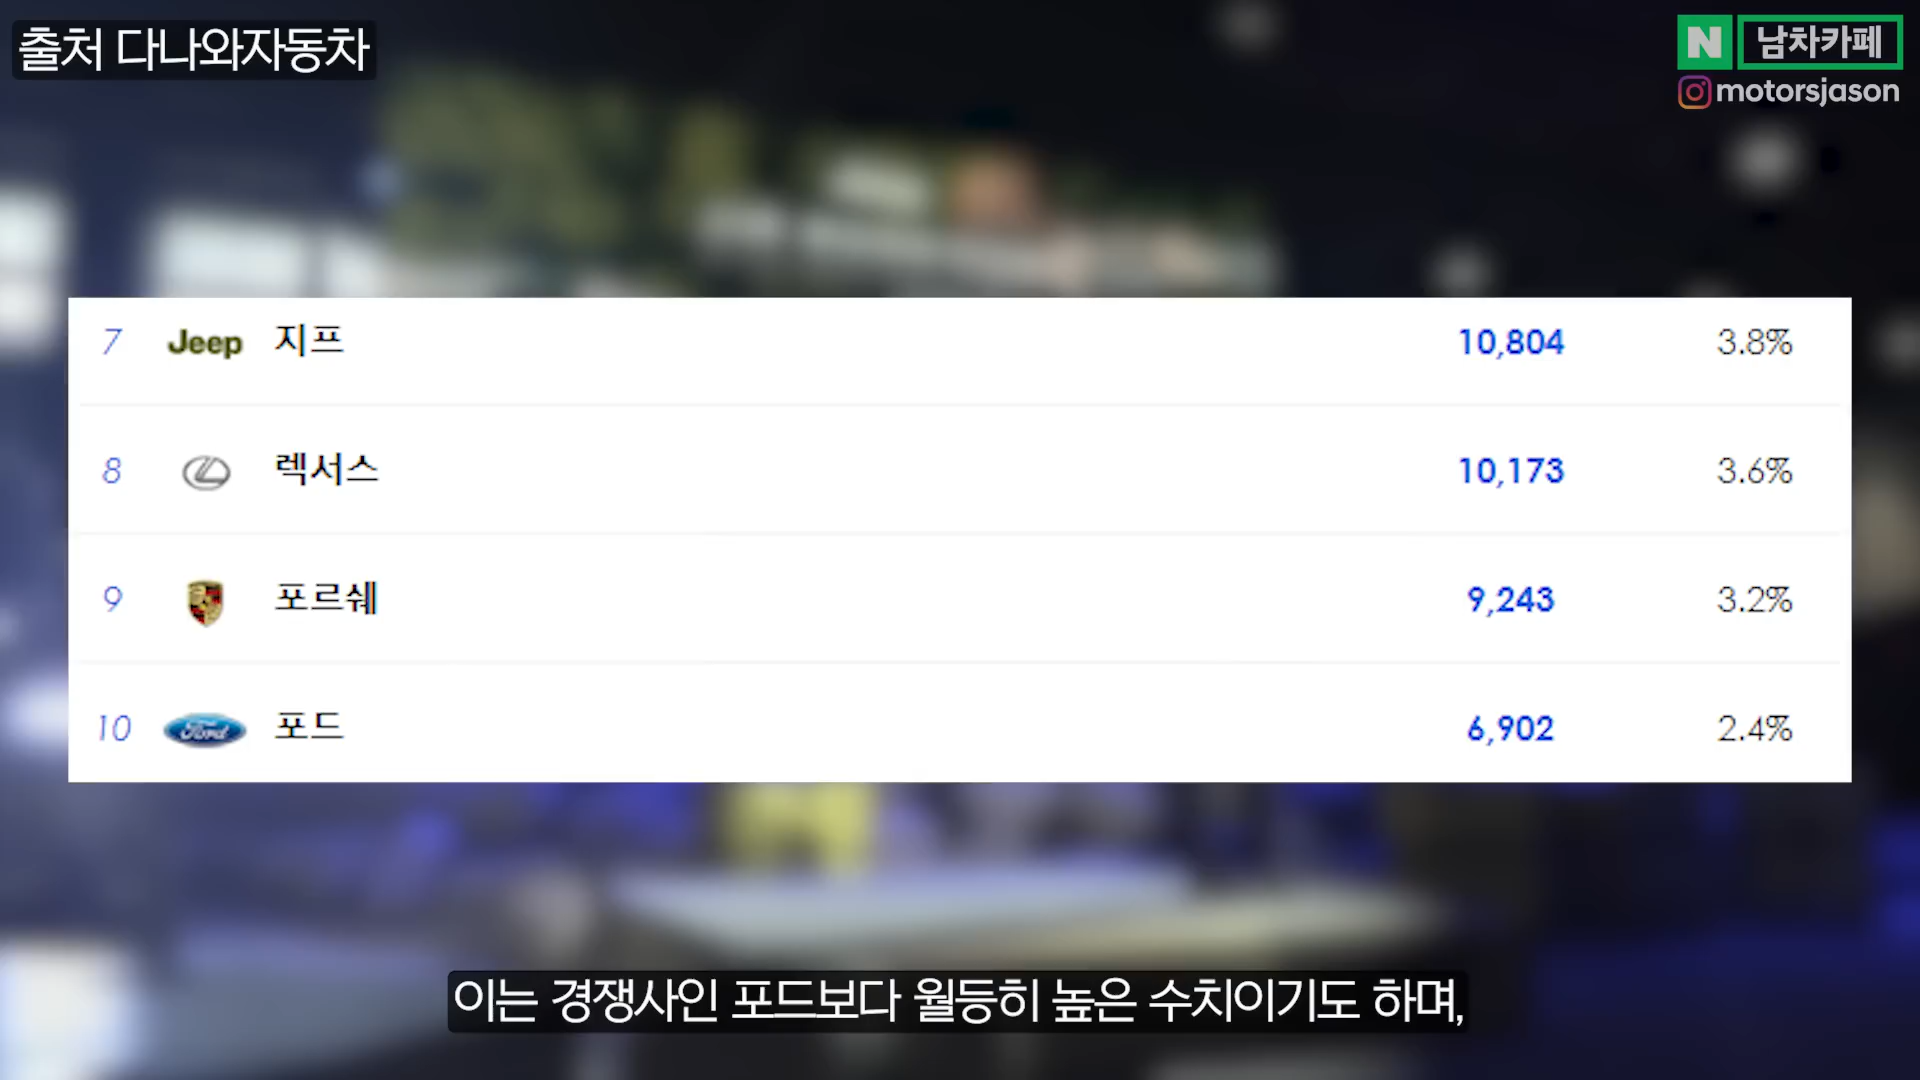 출처 다나와자동차
N 남차카페
motorsjason
7 Jeep 지프 10,804 3.8%
8 렉서스 10,173 3.6%
9 포르쉐 9,243 3.2%
10 Ford 포드 6,902 2.4%
이는 경쟁사인 포드보다 월등히 높은 수치이기도 하며,